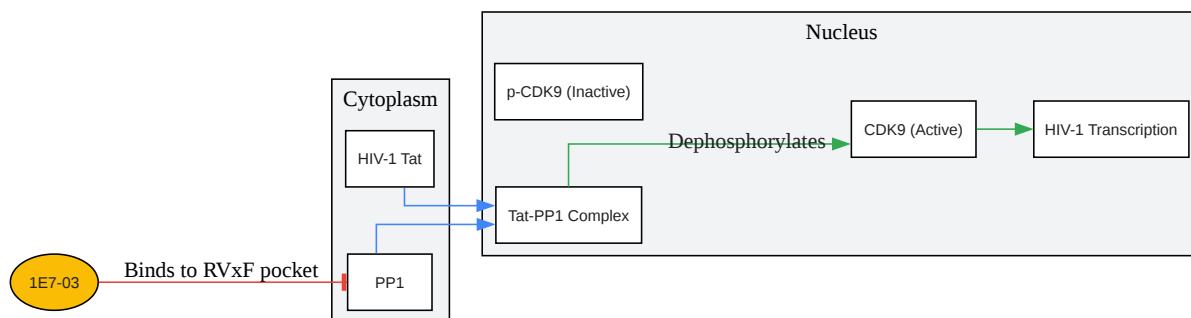 Nucleus
p-CDK9 (Inactive)
Cytoplasm
HIV-1 Tat
Dephosphorylates
CDK9 (Active)
HIV-1 Transcription
Tat-PP1 Complex
1E7-03
Binds to RVxF pocket
PP1